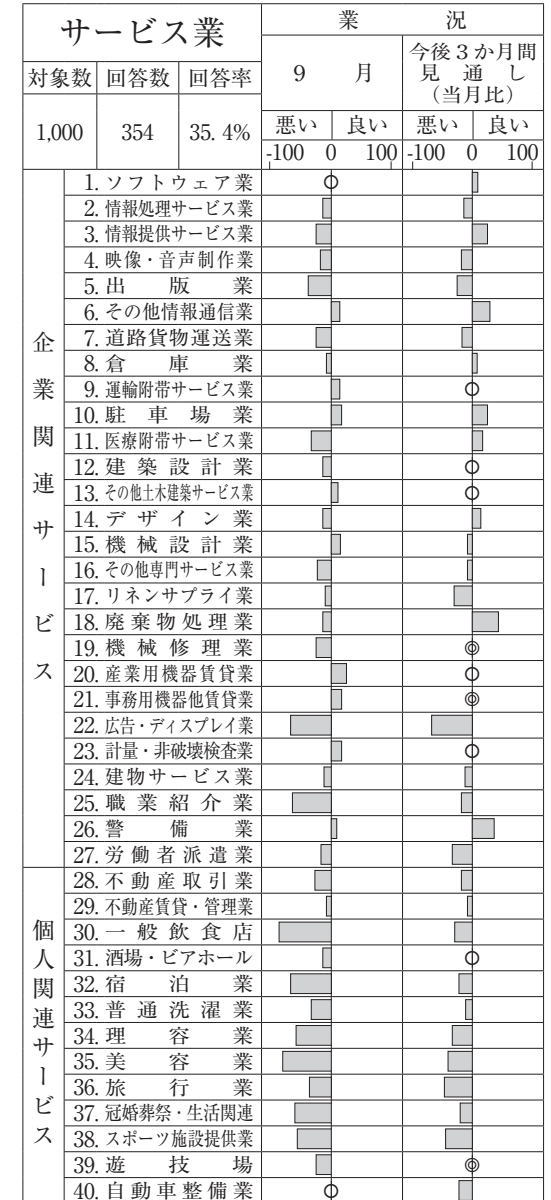 サービス業
業 況
9 月
今後3か月間
見通し
(当月比)
対象数 回答数 回答率
1,000 354 35.4%
悪い 良い 悪い 良い
-100 0 100 -100 0 100
企業関連サービス
1. ソフトウェア業
2. 情報処理サービス業
3. 情報提供サービス業
4. 映像・音声制作業
5. 出版業
6. その他情報通信業
7. 道路貨物運送業
8. 倉庫業
9. 運輸附帯サービス業
10. 駐車場業
11. 医療附帯サービス業
12. 建築設計業
13. その他土木建築サービス業
14. デザイン業
15. 機械設計業
16. その他専門サービス業
17. リネンサプライ業
18. 廃棄物処理業
19. 機械修理業
20. 産業用機器賃貸業
21. 事務用機器他賃貸業
22. 広告・ディスプレイ業
23. 計量・非破壊検査業
24. 建物サービス業
25. 職業紹介業
26. 警備業
27. 労働者派遣業
個人関連サービス
28. 不動産取引業
29. 不動産賃貸・管理業
30. 一般飲食店
31. 酒場・ビアホール
32. 宿泊業
33. 普通洗濯業
34. 理容業
35. 美容業
36. 旅行業
37. 冠婚葬祭・生活関連
38. スポーツ施設提供業
39. 遊技場
40. 自動車整備業